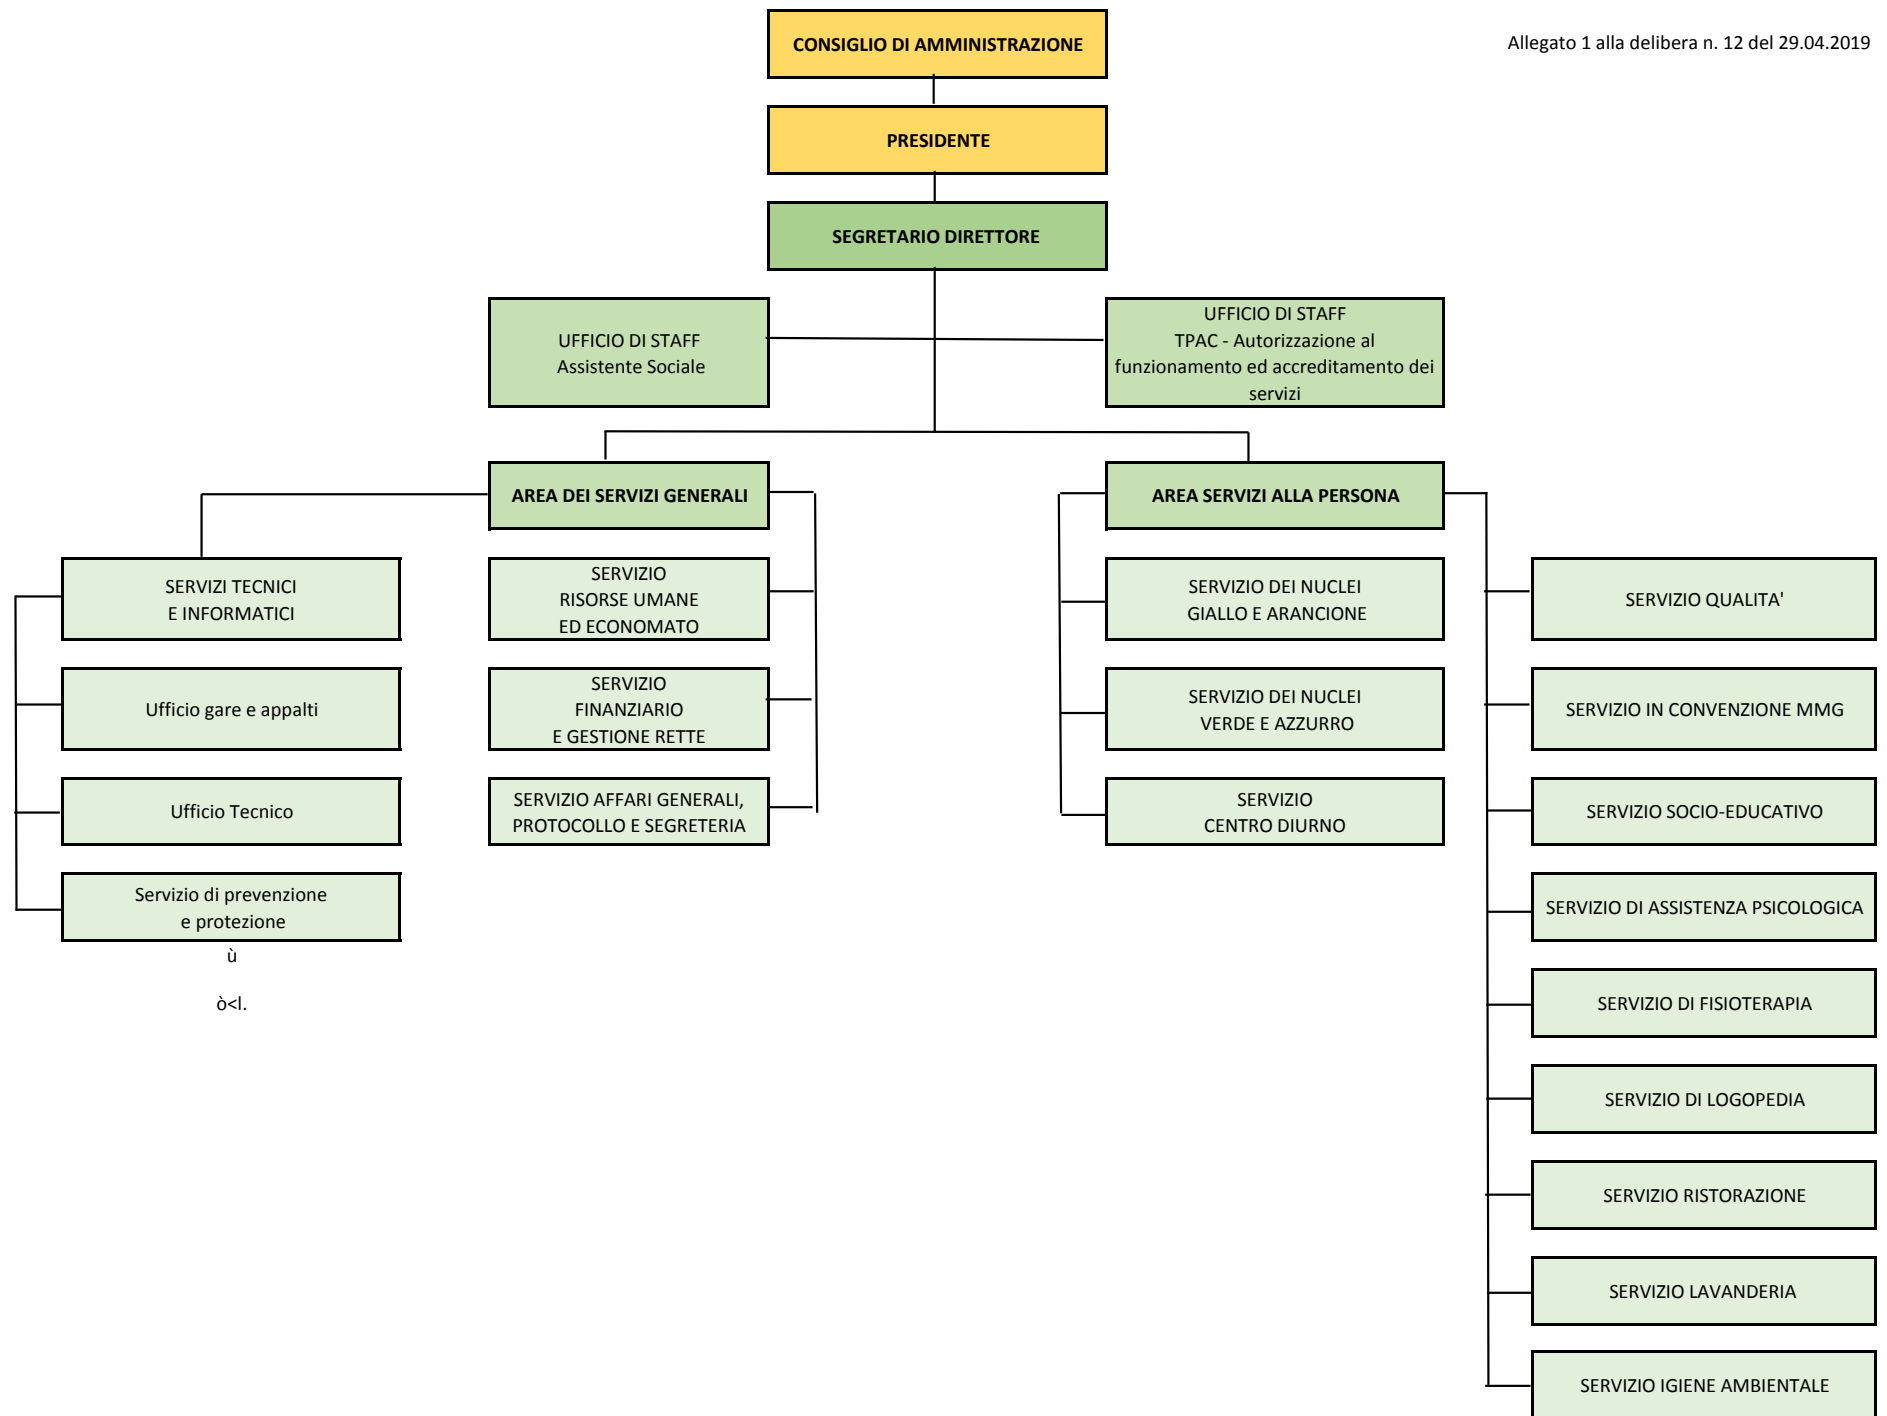 CONSIGLIO DI AMMINISTRAZIONE
Allegato 1 alla delibera n. 12 del 29.04.2019
PRESIDENTE
SEGRETARIO DIRETTORE
UFFICIO DI STAFF
Assistente Sociale
UFFICIO DI STAFF
TPAC - Autorizzazione al
funzionamento ed accreditamento dei
servizi
AREA DEI SERVIZI GENERALI
AREA SERVIZI ALLA PERSONA
SERVIZI TECNICI
E INFORMATICI
Ufficio gare e appalti
Ufficio Tecnico
Servizio di prevenzione
e protezione
ù
ò<l.
SERVIZIO
RISORSE UMANE
ED ECONOMATO
SERVIZIO
FINANZIARIO
E GESTIONE RETTE
SERVIZIO AFFARI GENERALI,
PROTOCOLLO E SEGRETERIA
SERVIZIO DEI NUCLEI
GIALLO E ARANCIONE
SERVIZIO DEI NUCLEI
VERDE E AZZURRO
SERVIZIO
CENTRO DIURNO
SERVIZIO QUALITA'
SERVIZIO IN CONVENZIONE MMG
SERVIZIO SOCIO-EDUCATIVO
SERVIZIO DI ASSISTENZA PSICOLOGICA
SERVIZIO DI FISIOTERAPIA
SERVIZIO DI LOGOPEDIA
SERVIZIO RISTORAZIONE
SERVIZIO LAVANDERIA
SERVIZIO IGIENE AMBIENTALE